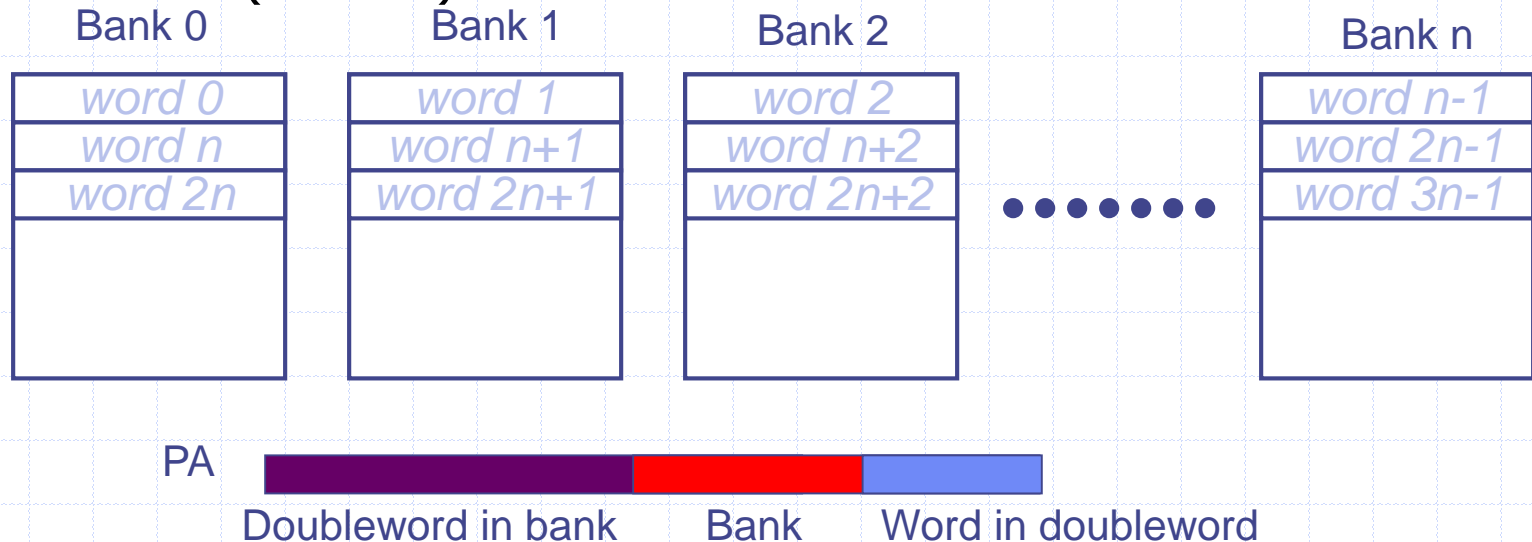 Bank 0 Bank 1 Bank 2 Bank n
word 0 word 1 word 2 word n-1
word n word n+1 word n+2 word 2n-1
word 2n word 2n+1 word 2n+2 word 3n-1
PA
Doubleword in bank Bank Word in doubleword